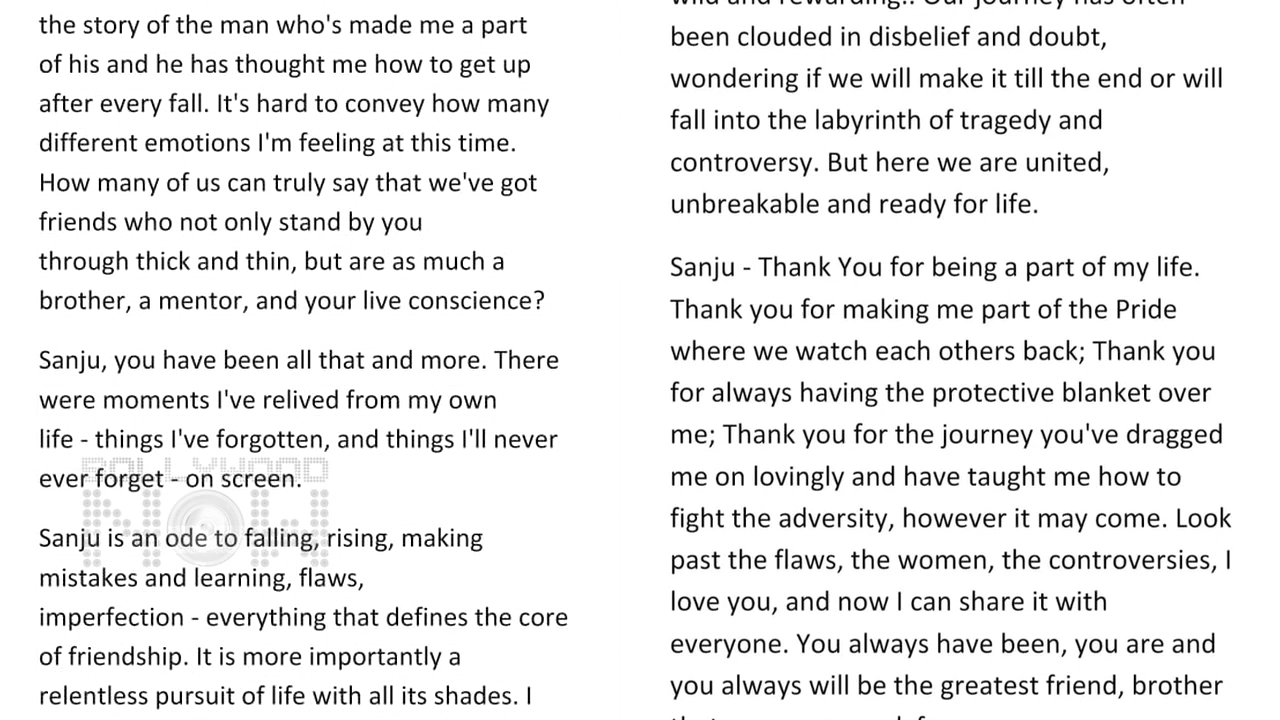 the story of the man who's made me a part
of his and he has thought me how to get up
after every fall. It's hard to convey how many
different emotions I'm feeling at this time.
How many of us can truly say that we've got
friends who not only stand by you
through thick and thin, but are as much a
brother, a mentor, and your live conscience?
Sanju, you have been all that and more. There
were moments I've relived from my own
life - things I've forgotten, and things I'll never
ever forget - on screen.
Sanju is an ode to falling, rising, making
mistakes and learning, flaws,
imperfection - everything that defines the core
of friendship. It is more importantly a
relentless pursuit of life with all its shades. I
BOLLYWOOD
NOW
wild and rewarding.. Our journey has often
been clouded in disbelief and doubt,
wondering if we will make it till the end or will
fall into the labyrinth of tragedy and
controversy. But here we are united,
unbreakable and ready for life.
Sanju - Thank You for being a part of my life.
Thank you for making me part of the Pride
where we watch each others back; Thank you
for always having the protective blanket over
me; Thank you for the journey you've dragged
me on lovingly and have taught me how to
fight the adversity, however it may come. Look
past the flaws, the women, the controversies, I
love you, and now I can share it with
everyone. You always have been, you are and
you always will be the greatest friend, brother